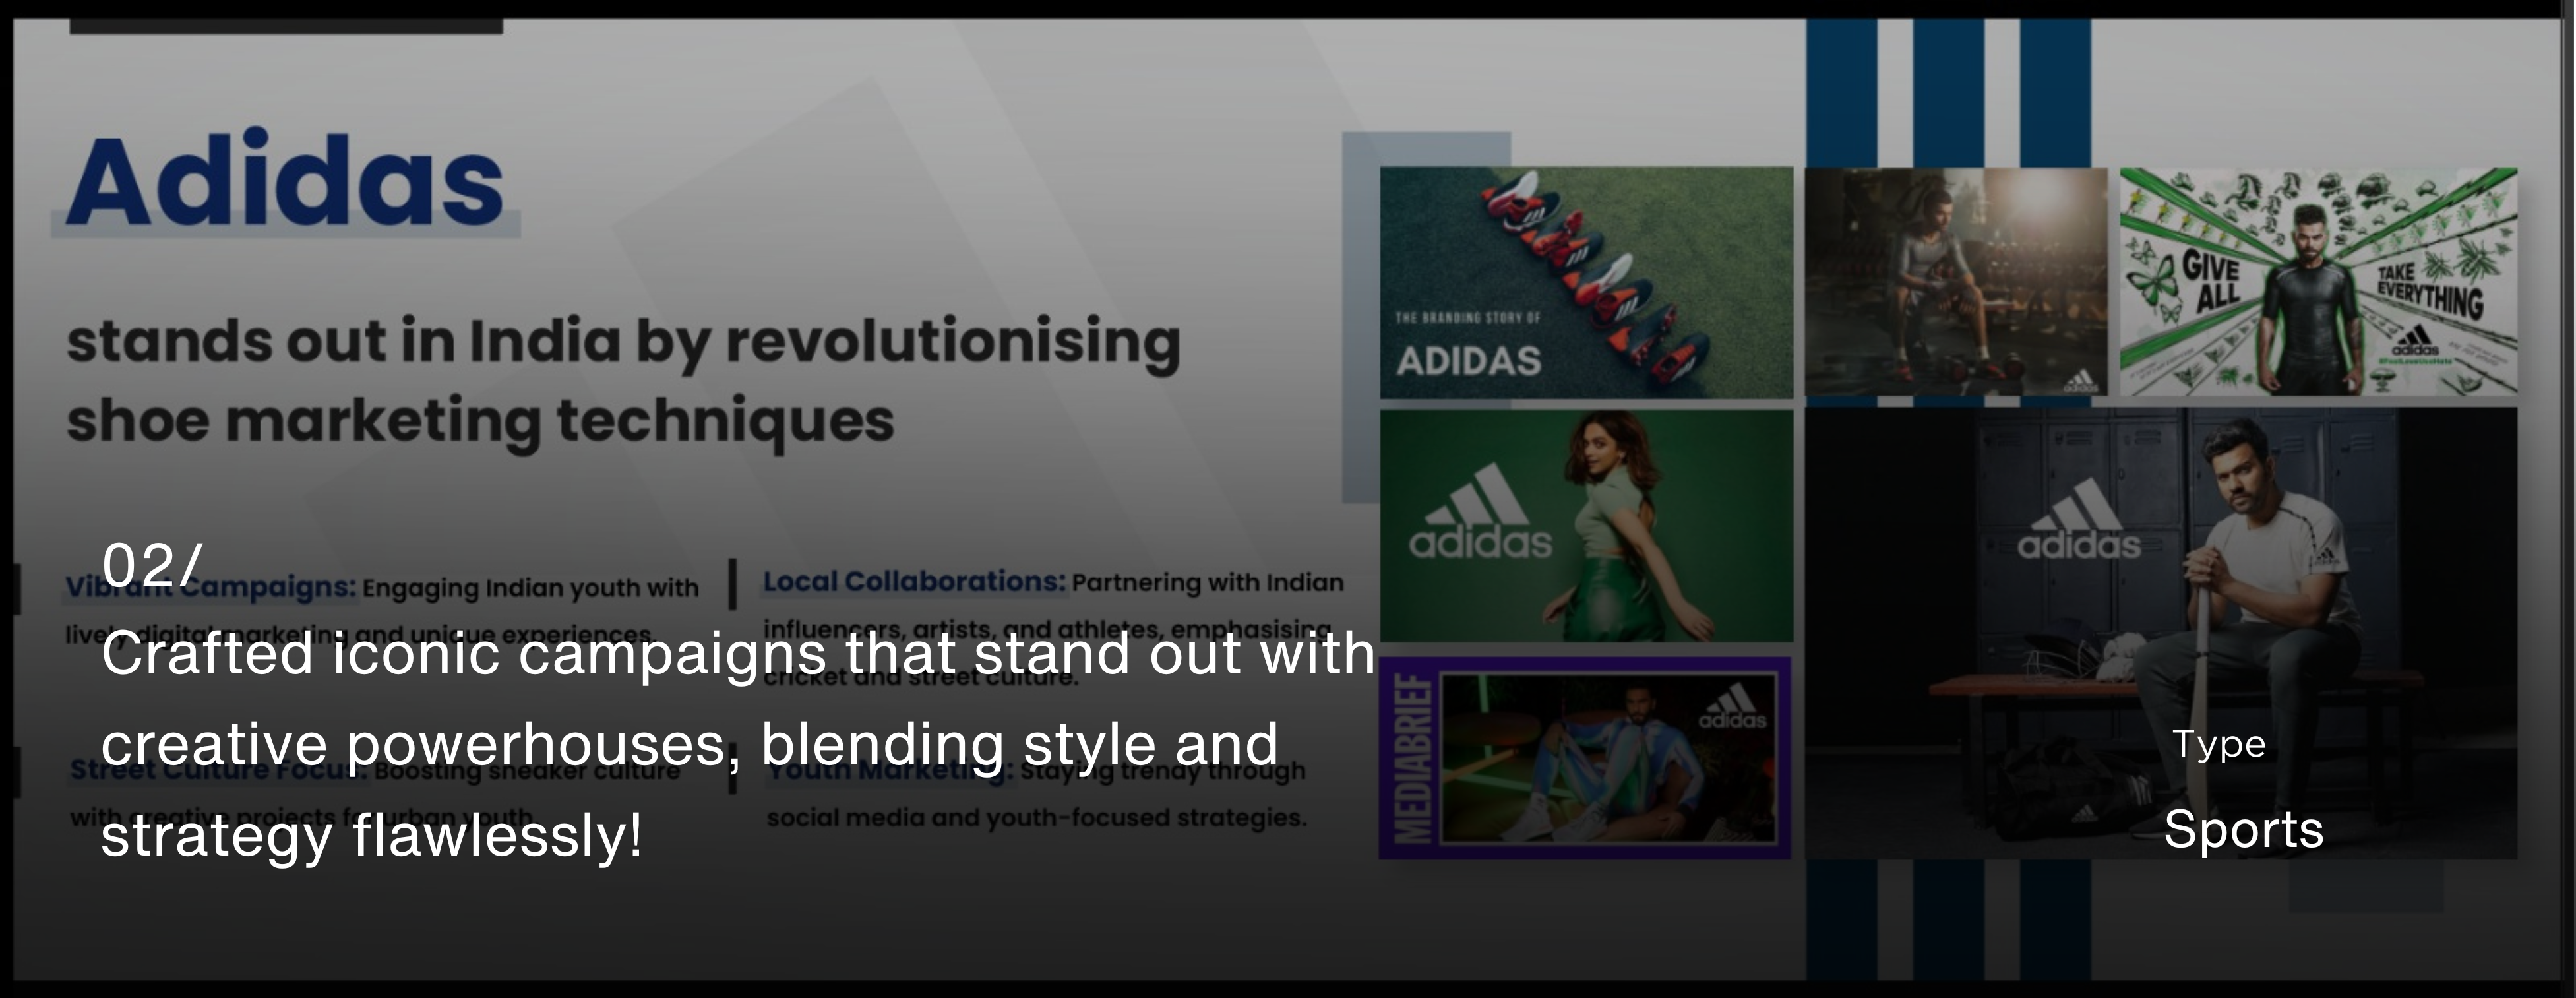 Adidas
stands out in India by revolutionising
shoe marketing techniques
02/
Vibrant Campaigns: Engaging Indian youth with
lively digital marketing and unique experiences.
Local Collaborations: Partnering with Indian
influencers, artists, and athletes, emphasising
cricket and street culture.
Crafted iconic campaigns that stand out with
creative powerhouses, blending style and
strategy flawlessly!
Street Culture Focus: Boosting sneaker culture
with creative projects for urban youth.
Youth Marketing: Staying trendy through
social media and youth-focused strategies.
THE BRANDING STORY OF
ADIDAS
adidas
GIVE
ALL
TAKE
EVERYTHING
adidas
adidas
adidas
MEDIABRIEF
adidas
Type
Sports